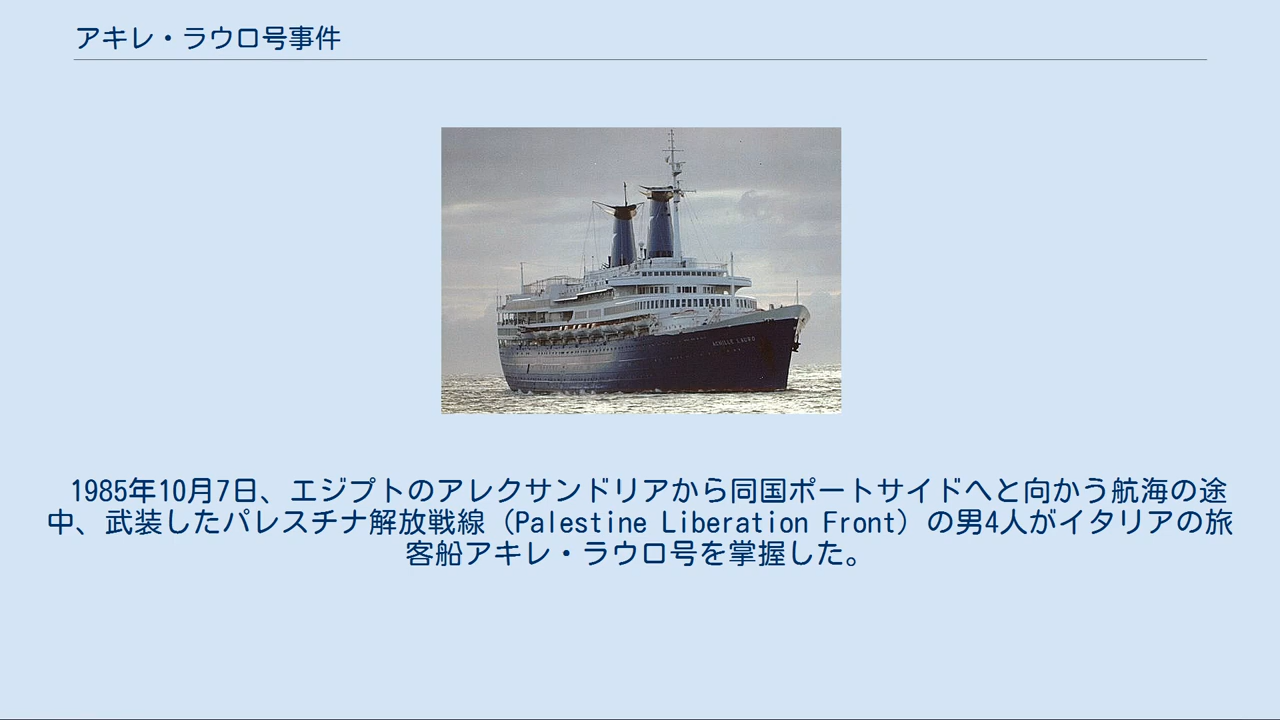 アキレ・ラウロ号事件
ACHILLE LAURO
1985年10月7日、エジプトのアレクサンドリアから同国ポートサイドへと向かう航海の途
中、武装したパレスチナ解放戦線（Palestine Liberation Front）の男4人がイタリアの旅
客船アキレ・ラウロ号を掌握した。